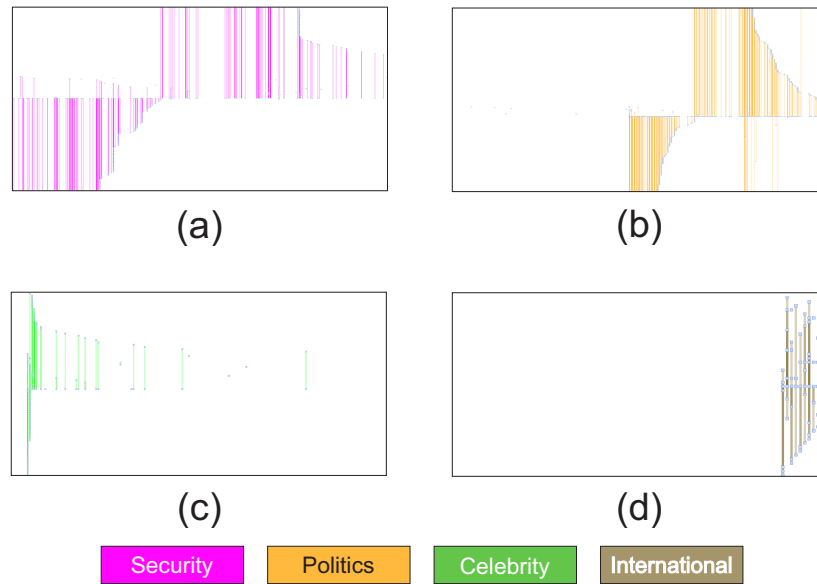 (a)
(b)
(c)
(d)
Security
Politics
Celebrity
International